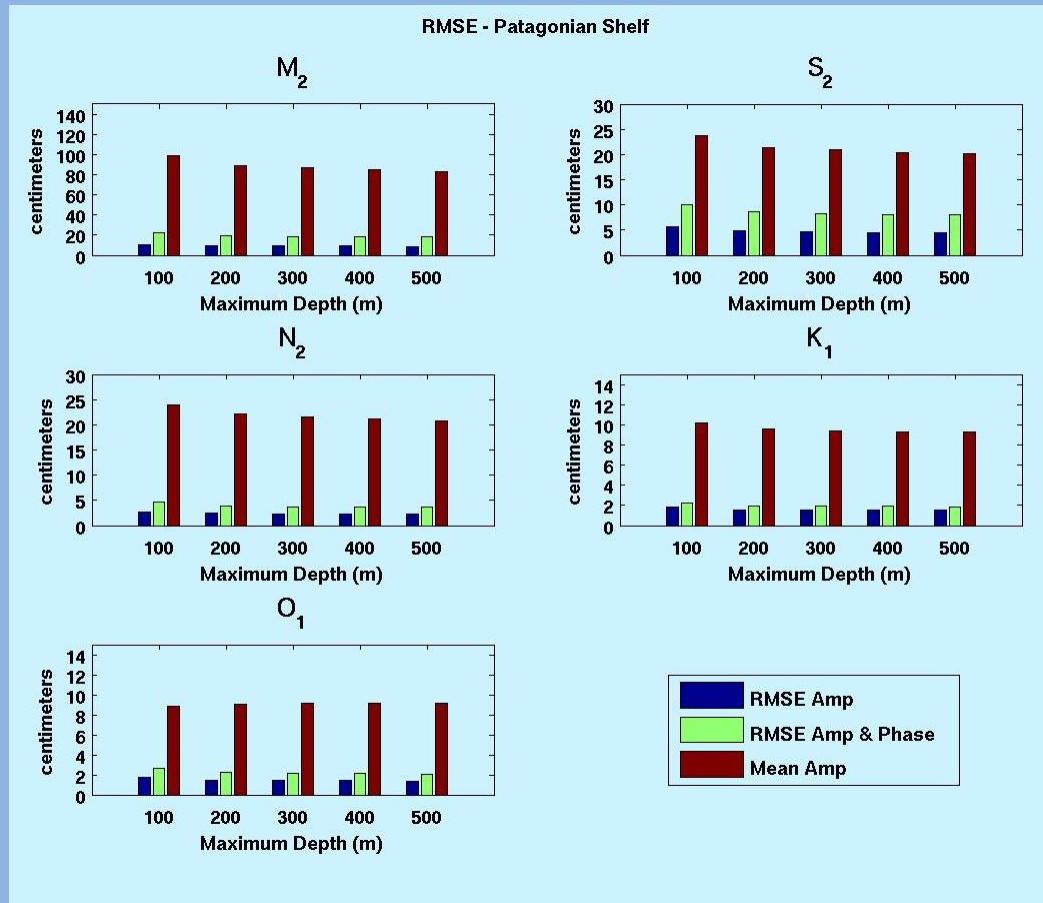 RMSE - Patagonian Shelf
M2
centimeters
140
120
100
80
60
40
20
0
100 200 300 400 500
Maximum Depth (m)
S2
centimeters
30
25
20
15
10
5
0
100 200 300 400 500
Maximum Depth (m)
N2
centimeters
30
25
20
15
10
5
0
100 200 300 400 500
Maximum Depth (m)
K1
centimeters
14
12
10
8
6
4
2
0
100 200 300 400 500
Maximum Depth (m)
O1
centimeters
14
12
10
8
6
4
2
0
100 200 300 400 500
Maximum Depth (m)
RMSE Amp
RMSE Amp & Phase
Mean Amp